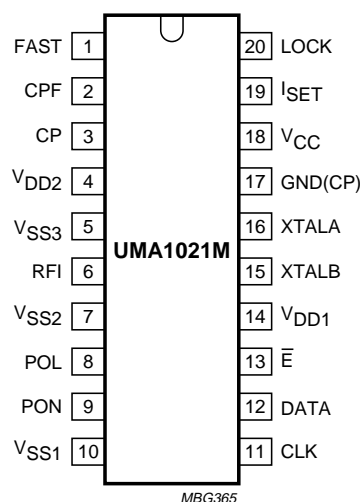 FAST 1 20 LOCK
CPF 2 19 ISET
CP 3 18 VCC
VDD2 4 17 GND(CP)
VSS3 5 16 XTALA
UMA1021M
RFI 6 15 XTALB
VSS2 7 14 VDD1
POL 8 13 E̅
PON 9 12 DATA
VSS1 10 11 CLK
MBG365